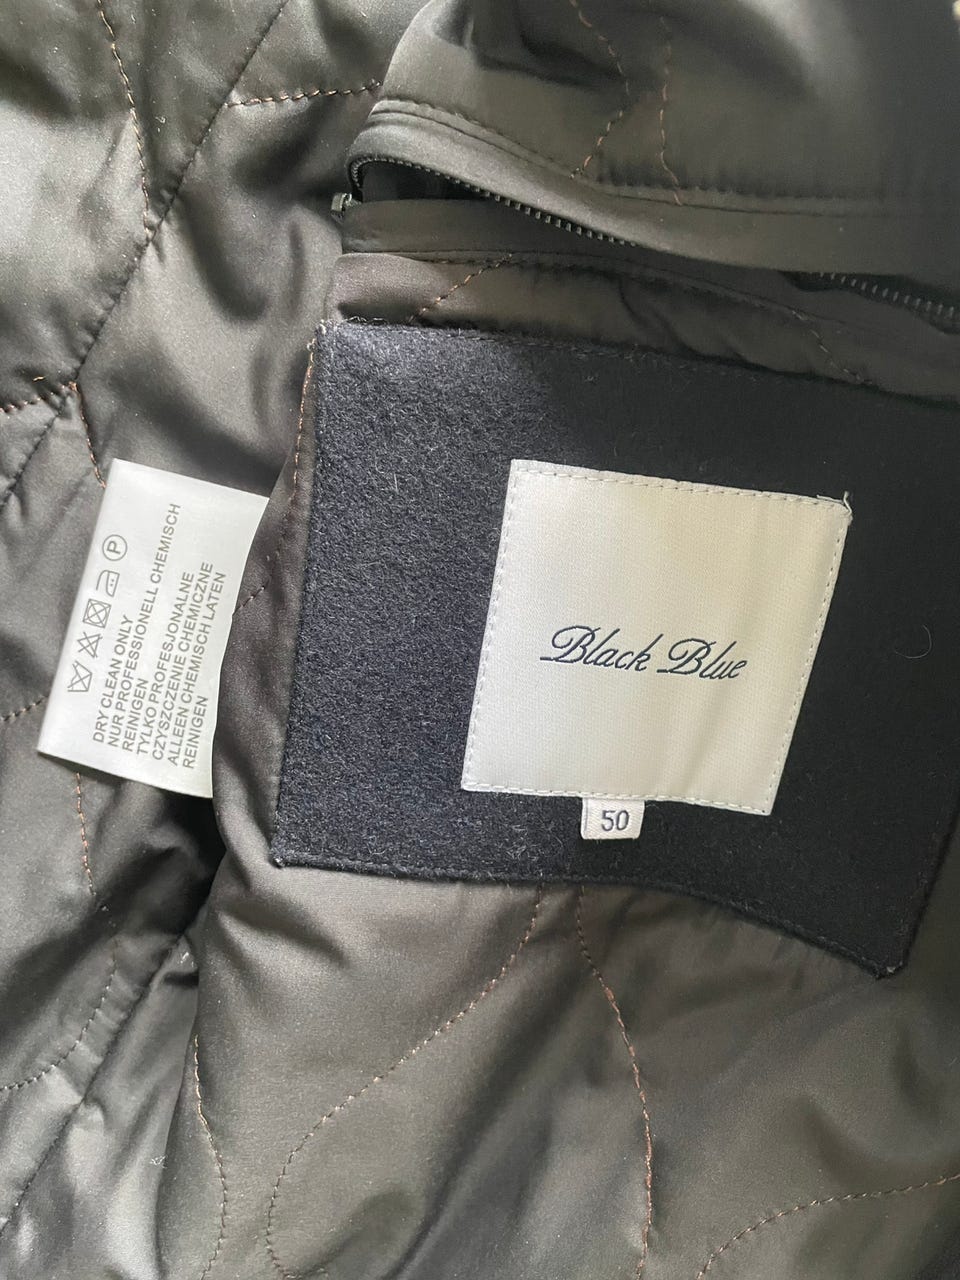 Black Blue
50
Ⓟ
DRY CLEAN ONLY
NUR PROFESSIONELL CHEMISCH
REINIGEN
TYLKO PROFESJONALNE
CZYSZCZENIE CHEMICZNE
ALLEEN CHEMISCH LATEN
REINIGEN